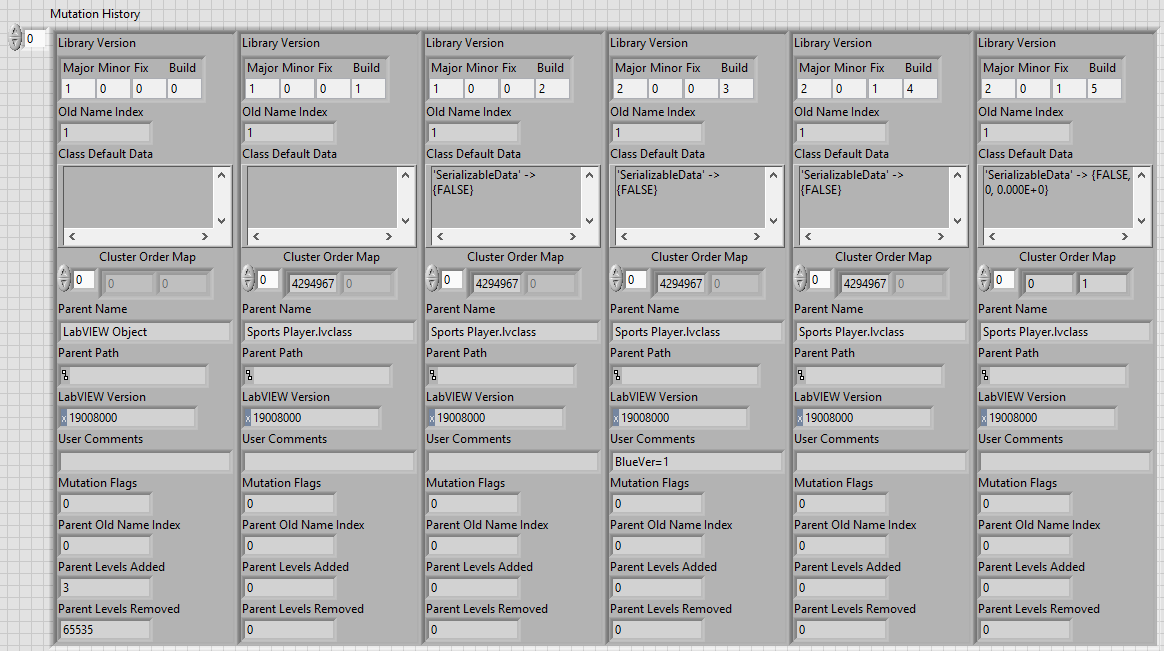 Mutation History
0
Library Version Library Version Library Version Library Version Library Version Library Version
Major Minor Fix Build Major Minor Fix Build Major Minor Fix Build Major Minor Fix Build Major Minor Fix Build Major Minor Fix Build
1 0 0 0 1 0 0 1 1 0 0 2 2 0 0 3 2 0 1 4 2 0 1 5
Old Name Index Old Name Index Old Name Index Old Name Index Old Name Index Old Name Index
1 1 1 1 1 1
Class Default Data Class Default Data Class Default Data Class Default Data Class Default Data Class Default Data
'SerializableData' -> 'SerializableData' -> 'SerializableData' -> 'SerializableData' -> {FALSE,
{FALSE} {FALSE} {FALSE} 0, 0.000E+0}
Cluster Order Map Cluster Order Map Cluster Order Map Cluster Order Map Cluster Order Map Cluster Order Map
0 0 0 0 4294967 0 0 4294967 0 0 4294967 0 0 4294967 0 0 0 1
Parent Name Parent Name Parent Name Parent Name Parent Name Parent Name
LabVIEW Object Sports Player.lvclass Sports Player.lvclass Sports Player.lvclass Sports Player.lvclass Sports Player.lvclass
Parent Path Parent Path Parent Path Parent Path Parent Path Parent Path
LabVIEW Version LabVIEW Version LabVIEW Version LabVIEW Version LabVIEW Version LabVIEW Version
x 19008000 x 19008000 x 19008000 x 19008000 x 19008000 x 19008000
User Comments User Comments User Comments User Comments User Comments User Comments
BlueVer=1
Mutation Flags Mutation Flags Mutation Flags Mutation Flags Mutation Flags Mutation Flags
0 0 0 0 0 0
Parent Old Name Index Parent Old Name Index Parent Old Name Index Parent Old Name Index Parent Old Name Index Parent Old Name Index
0 0 0 0 0 0
Parent Levels Added Parent Levels Added Parent Levels Added Parent Levels Added Parent Levels Added Parent Levels Added
3 0 0 0 0 0
Parent Levels Removed Parent Levels Removed Parent Levels Removed Parent Levels Removed Parent Levels Removed Parent Levels Removed
65535 0 0 0 0 0